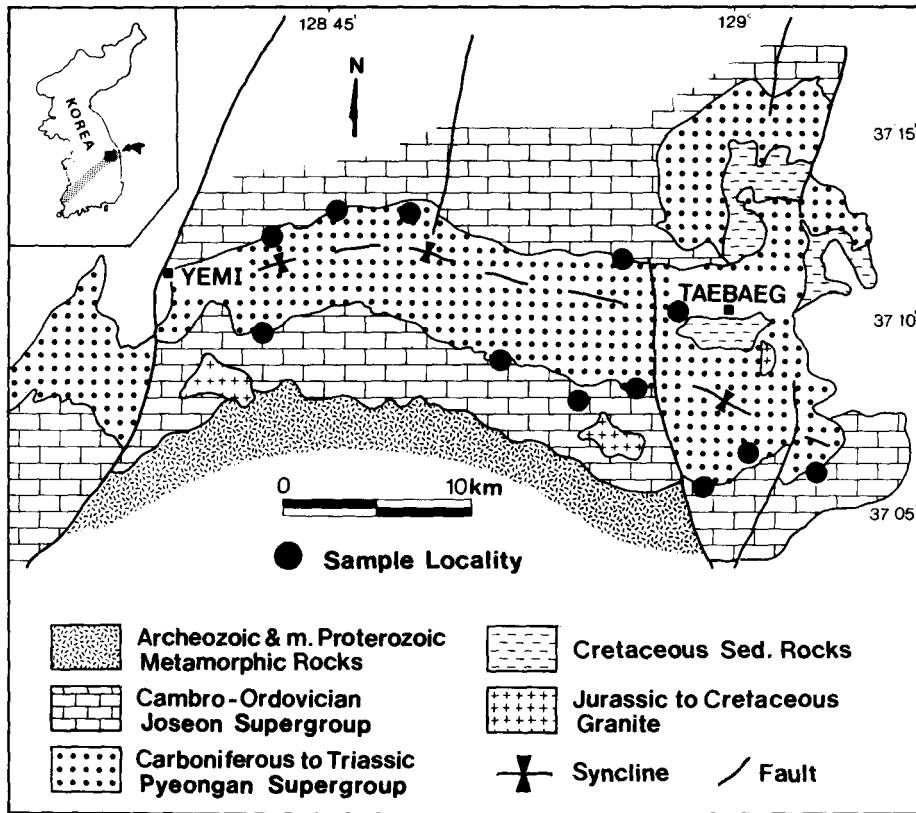 128 45'
129°
N
KOREA
37 15'
YEMI
TAEBAEG
37 10'
0 10km
37 05'
Sample Locality
Archeozoic & m. Proterozoic
Metamorphic Rocks
Cambro-Ordovician
Joseon Supergroup
Carboniferous to Triassic
Pyeongan Supergroup
Cretaceous Sed. Rocks
Jurassic to Cretaceous
Granite
Syncline
Fault